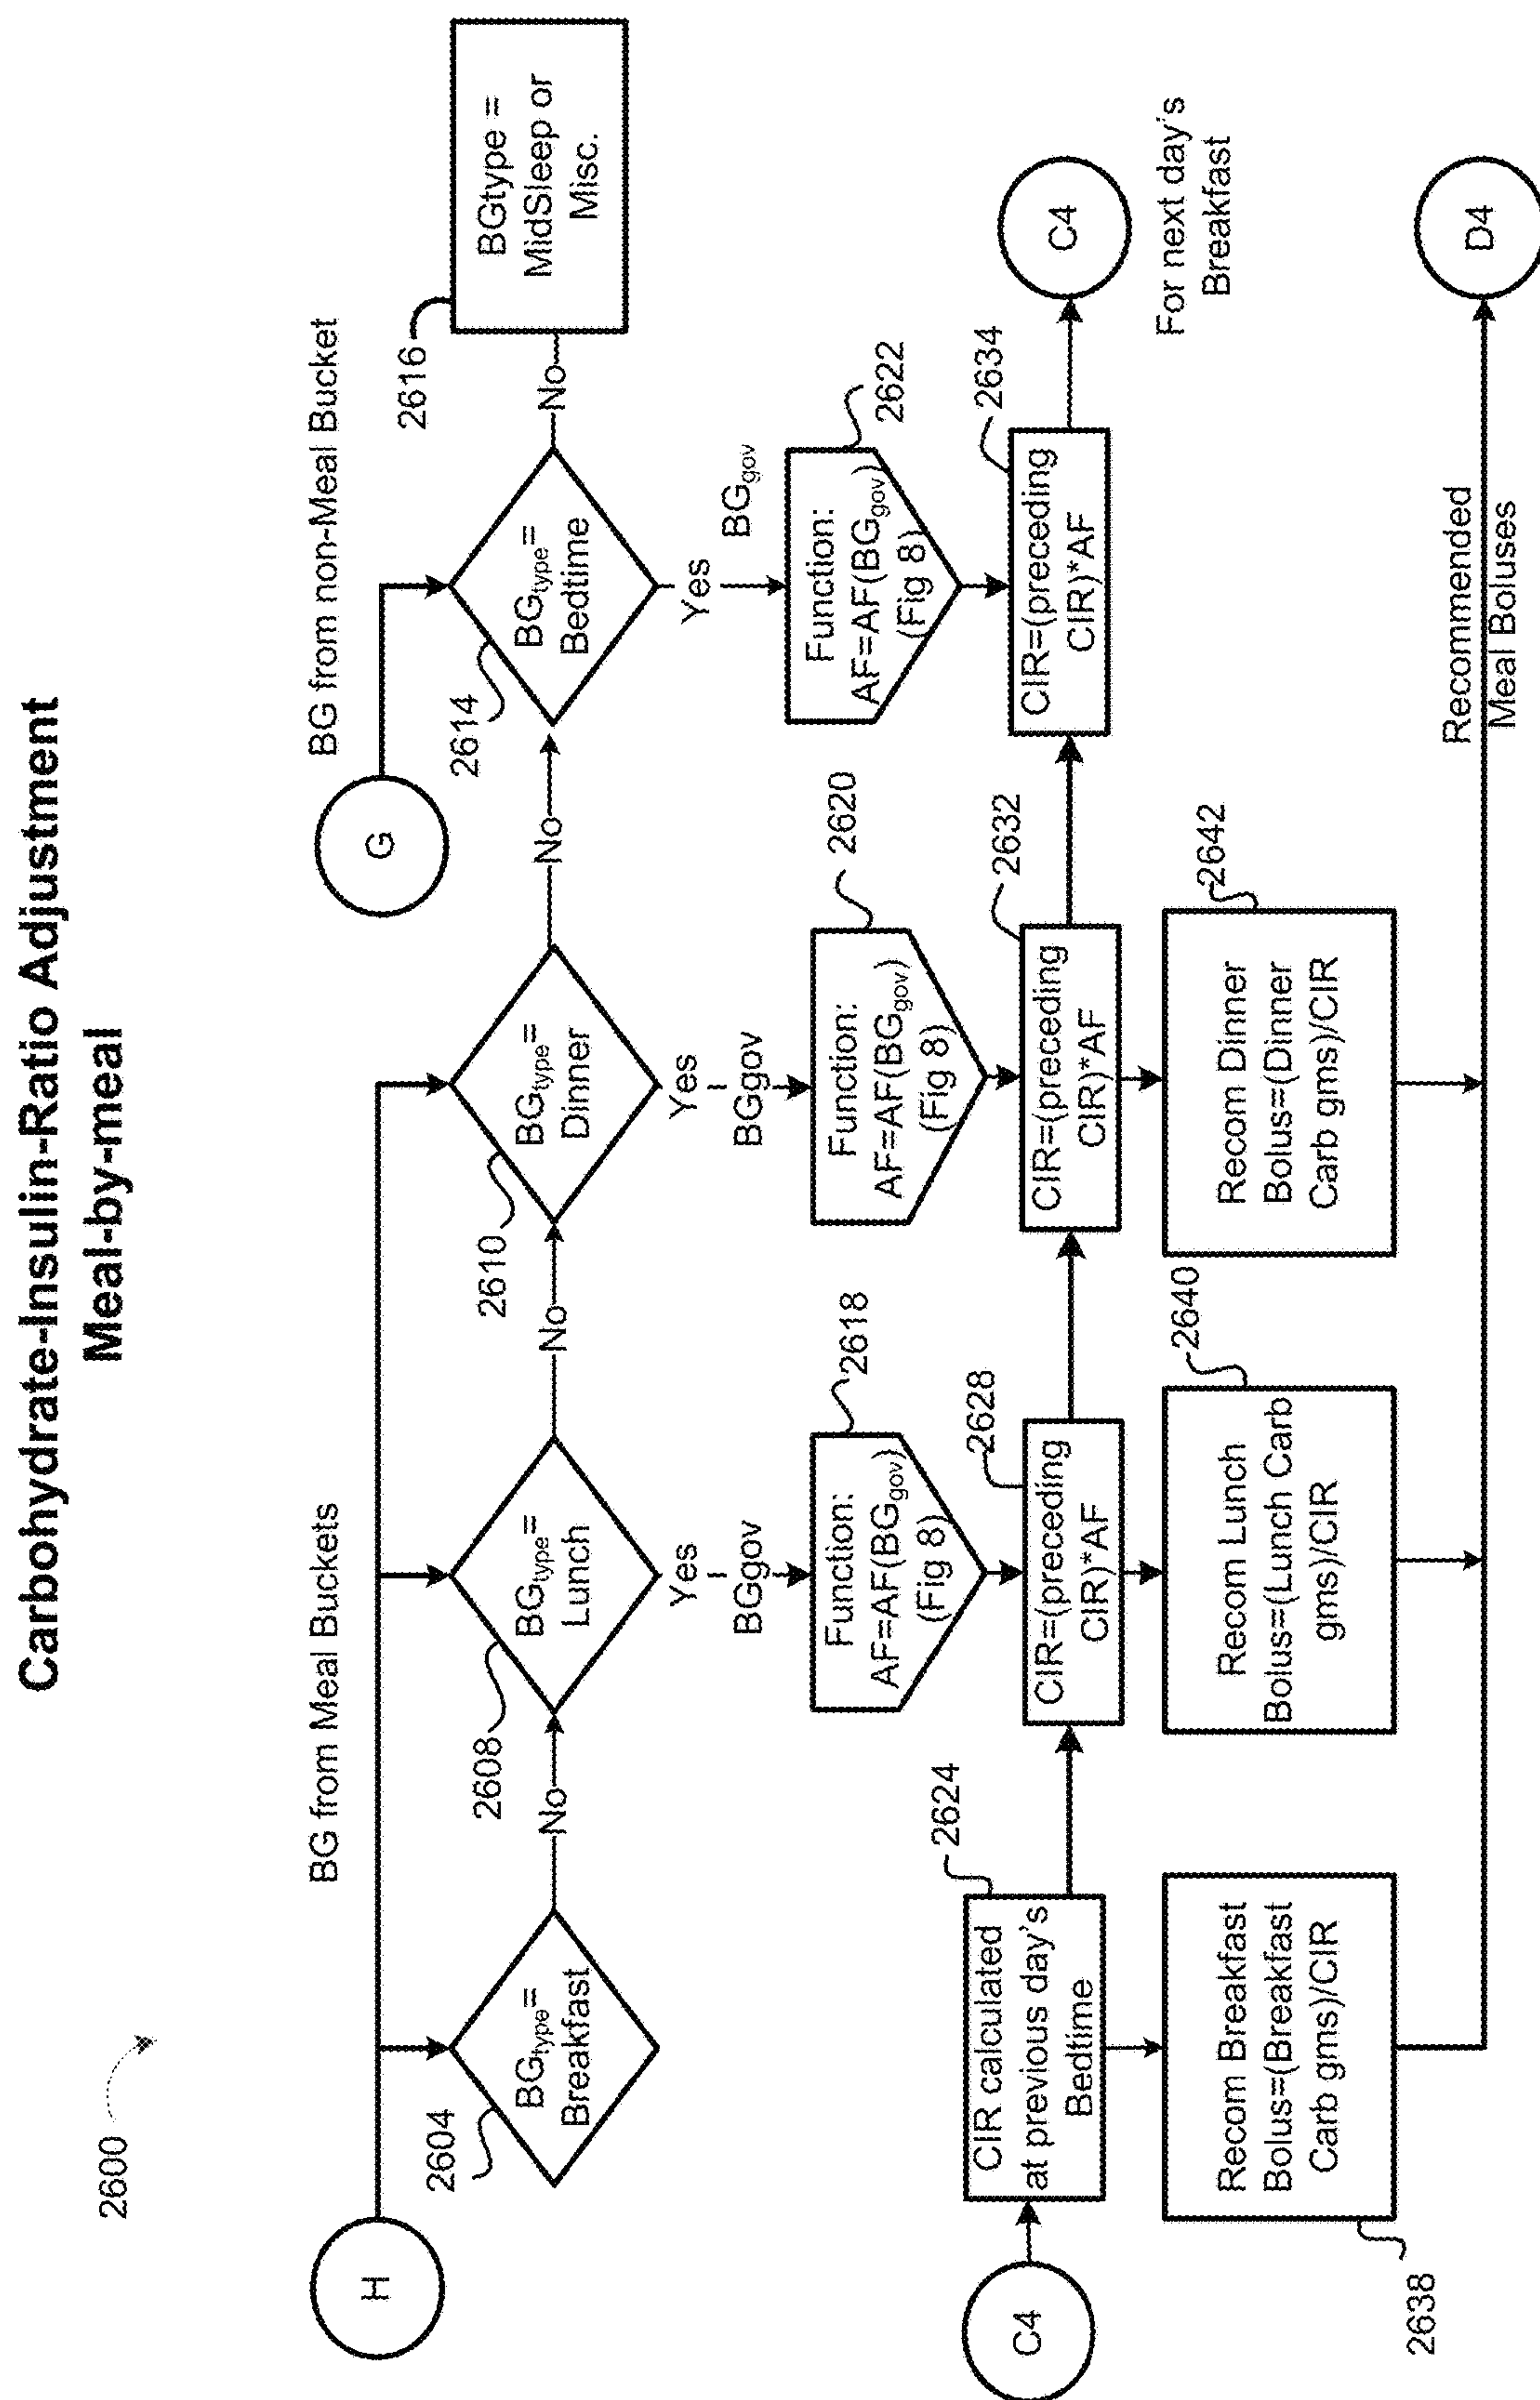 Carbohydrate-Insulin-Ratio Adjustment
Meal-by-meal
2600
H
BG from Meal Buckets
G
BG from non-Meal Bucket
2604
BGtype=
Breakfast
No
2608
BGtype=
Lunch
No
2610
BGtype=
Dinner
No
2614
BGtype=
Bedtime
No
2616
BGtype =
MidSleep or
Misc.
Yes
BGgov
Yes
BGgov
Yes
BGgov
Function:
AF=AF(BGgov)
(Fig 8)
2618
Function:
AF=AF(BGgov)
(Fig 8)
2620
Function:
AF=AF(BGgov)
(Fig 8)
2622
C4
CIR calculated
at previous day's
Bedtime
2624
CIR=(preceding
CIR)*AF
2628
CIR=(preceding
CIR)*AF
2632
CIR=(preceding
CIR)*AF
2634
C4
For next day's
Breakfast
2638
Recom Breakfast
Bolus=(Breakfast
Carb gms)/CIR
Recom Lunch
Bolus=(Lunch Carb
gms)/CIR
2640
Recom Dinner
Bolus=(Dinner
Carb gms)/CIR
2642
Recommended
Meal Boluses
D4